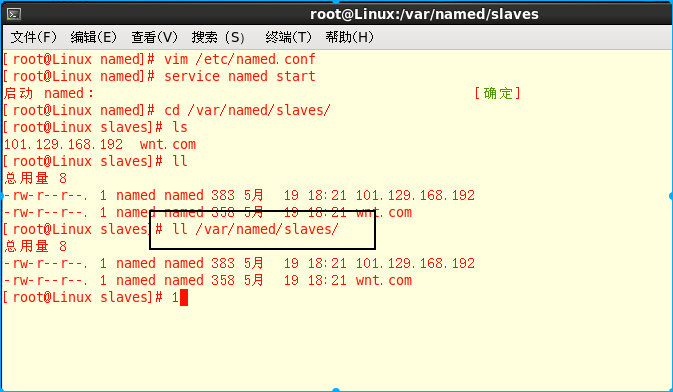 root@Linux:/var/named/slaves
文件(F) 编辑(E) 查看(V) 搜索 (S) 终端(T) 帮助(H)
[root@Linux named]# vim /etc/named.conf
[root@Linux named]# service named start
启动 named： [确定]
[root@Linux named]# cd /var/named/slaves/
[root@Linux slaves]# ls
101.129.168.192  wnt.com
[root@Linux slaves]# ll
总用量 8
-rw-r--r--. 1 named named 383 5月  19 18:21 101.129.168.192
-rw-r--r--. 1 named named 358 5月  19 18:21 wnt.com
[root@Linux slaves]# ll /var/named/slaves/
总用量 8
-rw-r--r--. 1 named named 383 5月  19 18:21 101.129.168.192
-rw-r--r--. 1 named named 358 5月  19 18:21 wnt.com
[root@Linux slaves]# 1